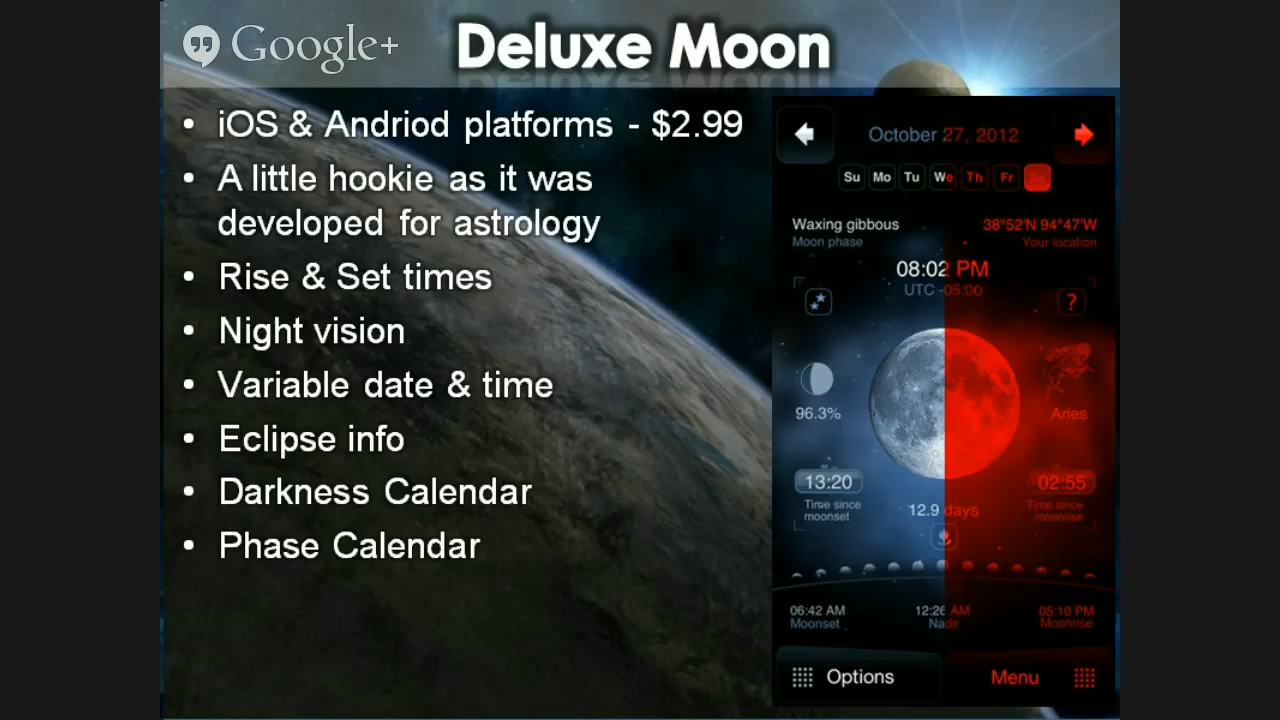 Google+
Deluxe Moon
• iOS & Andriod platforms - $2.99
• A little hookie as it was
developed for astrology
• Rise & Set times
• Night vision
• Variable date & time
• Eclipse info
• Darkness Calendar
• Phase Calendar
October 27, 2012
Su Mo Tu We Th Fr
Waxing gibbous 38°52'N 94°47'W
Moon phase Your location
08:02 PM
UTC -05:00
?
96.3% Aries
13:20 02:55
Time since moonset Time since moonrise
12.9 days
06:42 AM 12:26 AM 05:10 PM
Moonset Nadir Moonrise
Options Menu